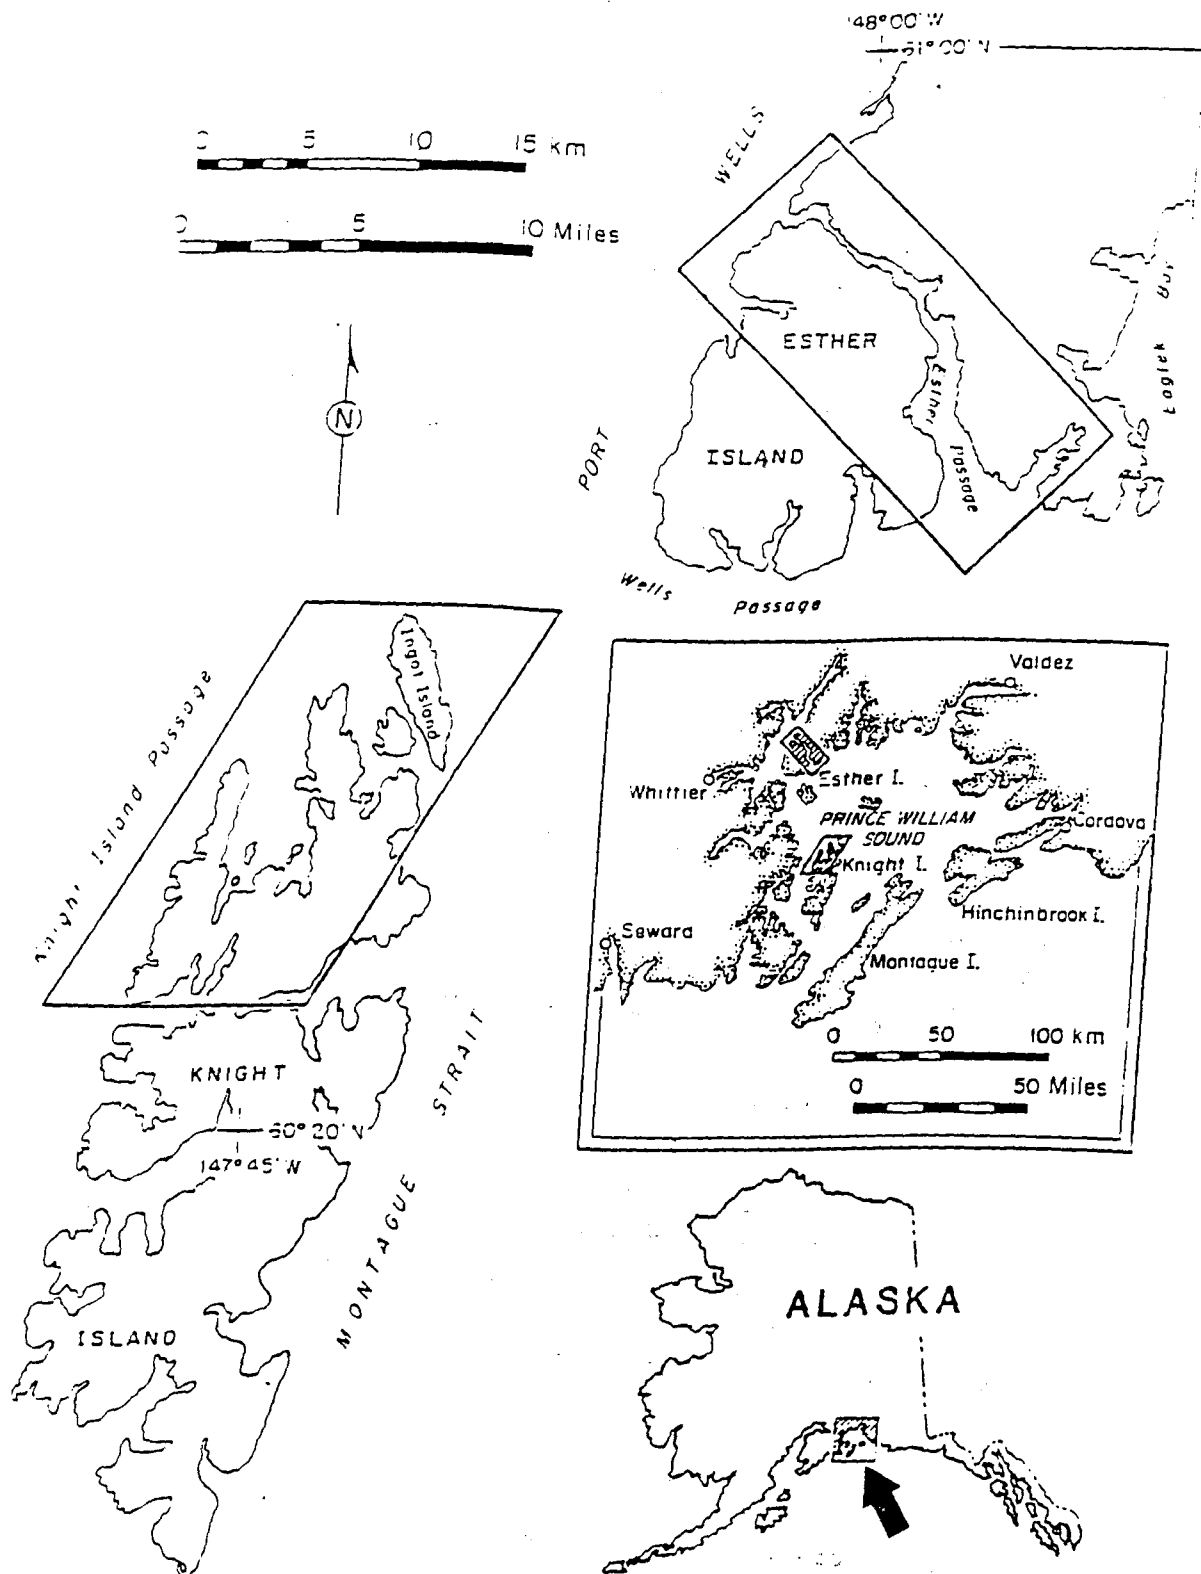 148°00'W
61°00'N
0 5 10 15 km
0 5 10 Miles
N
WELLS
PORT
ESTHER
ISLAND
Esther
Passage
Eaglek Bay
Wells Passage
Knight Island Passage
Ingot Island
KNIGHT
60°20'N
147°45'W
ISLAND
MONTAGUE STRAIT
Valdez
Whittier
Esther I.
PRINCE WILLIAM
SOUND
Cordova
Knight I.
Hinchinbrook I.
Seward
Montague I.
0 50 100 km
0 50 Miles
ALASKA